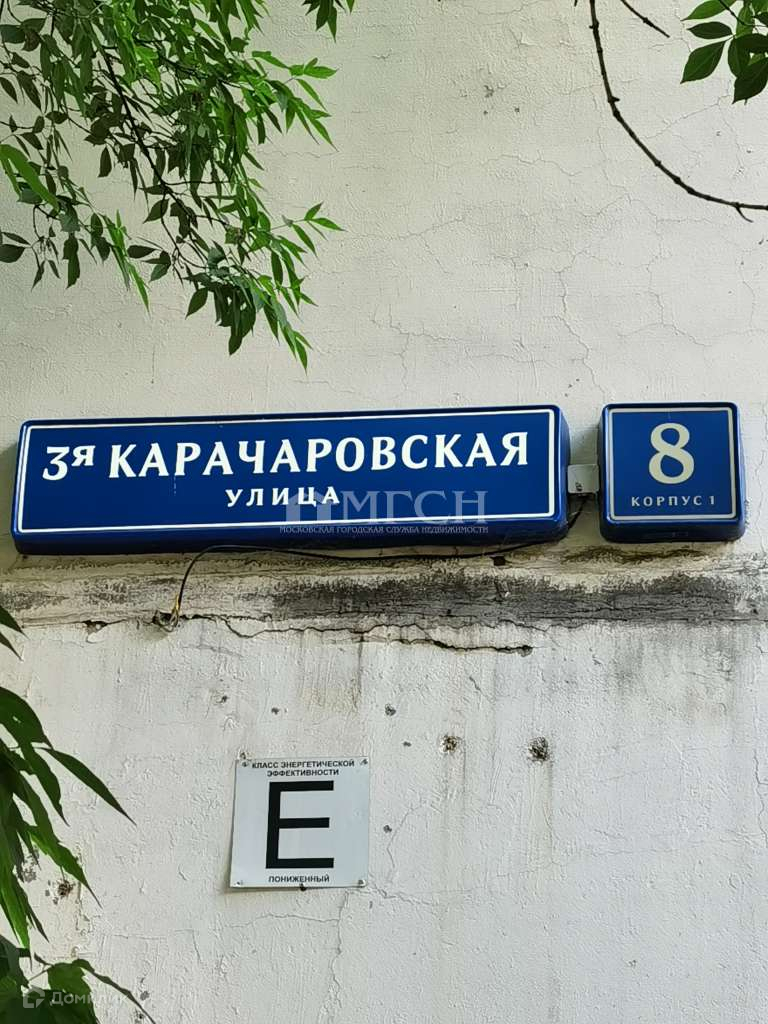 3я КАРАЧАРОВСКАЯ
УЛИЦА
8
КОРПУС 1
МГСН
МОСКОВСКАЯ ГОРОДСКАЯ СЛУЖБА НЕДВИЖИМОСТИ
КЛАСС ЭНЕРГЕТИЧЕСКОЙ
ЭФФЕКТИВНОСТИ
E
ПОНИЖЕННЫЙ
Домклик